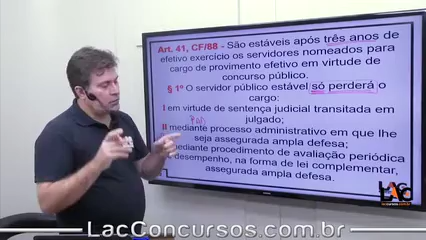 LAC
Art. 41, CF/88 - São estáveis após três anos de
efetivo exercício os servidores nomeados para
cargo de provimento efetivo em virtude de
concurso público.
§ 1º O servidor público estável só perderá o
cargo:
I em virtude de sentença judicial transitada em
julgado;
PAD
II mediante processo administrativo em que lhe
seja assegurada ampla defesa;
mediante procedimento de avaliação periódica
desempenho, na forma de lei complementar,
assegurada ampla defesa.
LAC
LacConcursos.com.br